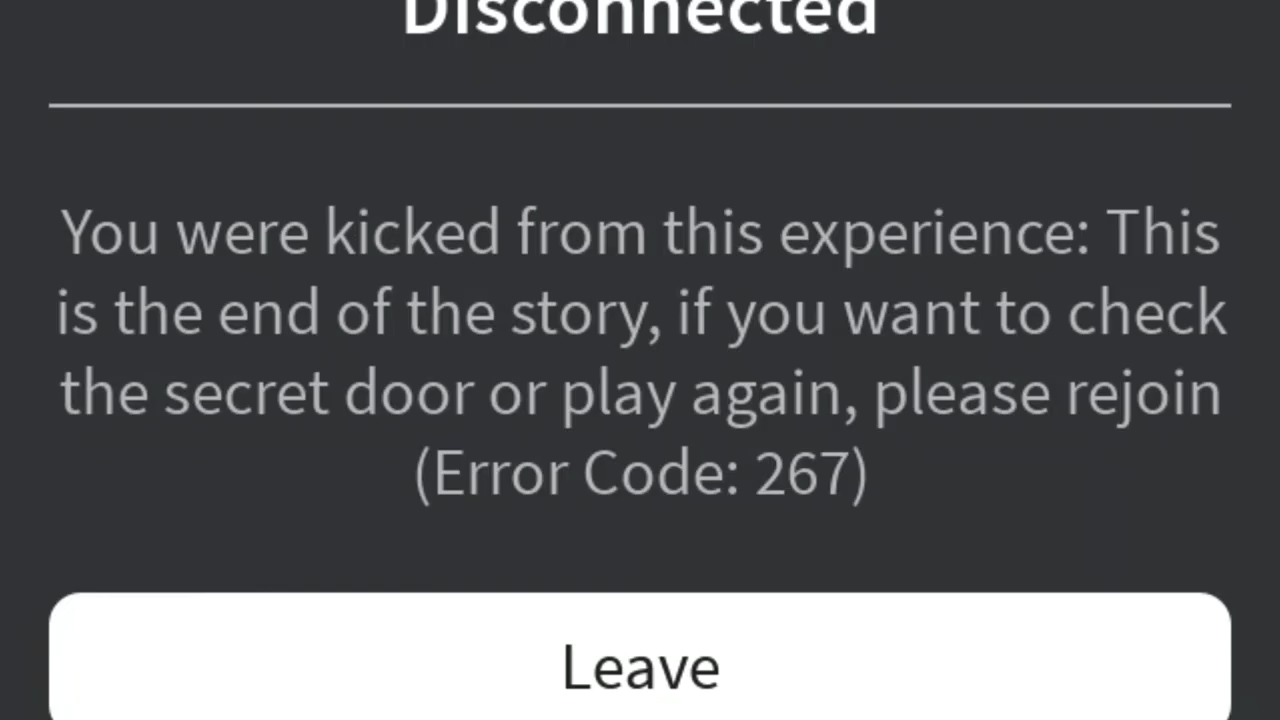 Disconnected
You were kicked from this experience: This
is the end of the story, if you want to check
the secret door or play again, please rejoin
(Error Code: 267)
Leave